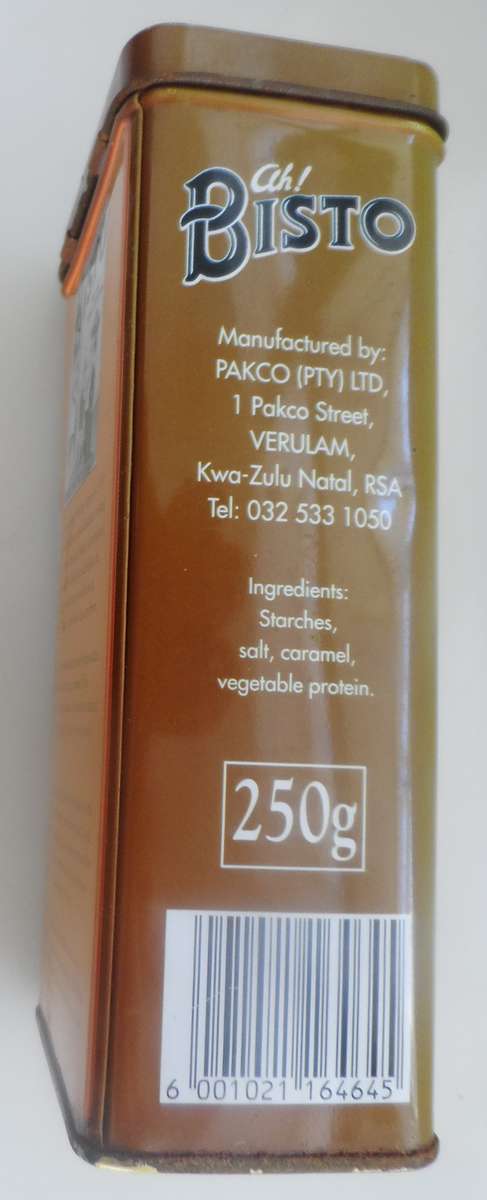 Ah!
BISTO
Manufactured by:
PAKCO (PTY) LTD,
1 Pakco Street,
VERULAM,
Kwa-Zulu Natal, RSA
Tel: 032 533 1050
Ingredients:
Starches,
salt, caramel,
vegetable protein.
250g
6 001021 164645